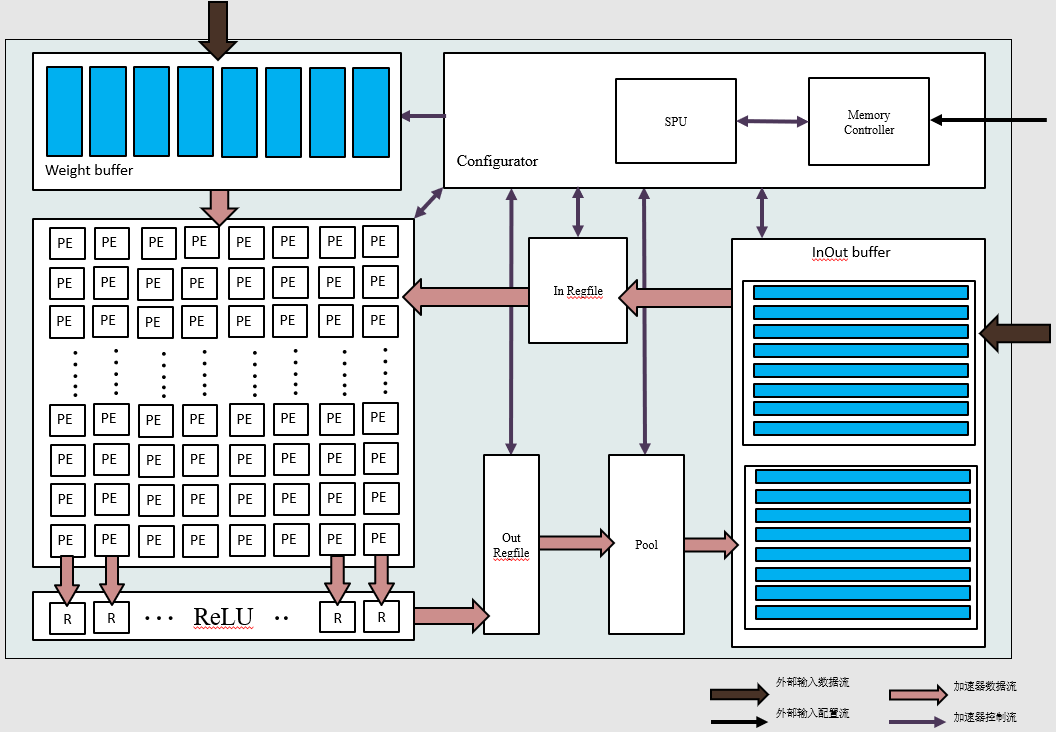 Weight buffer
Configurator
SPU
Memory
Controller
PE PE PE PE PE PE PE PE
PE PE PE PE PE PE PE PE
PE PE PE PE PE PE PE PE
PE PE PE PE PE PE PE PE
PE PE PE PE PE PE PE PE
PE PE PE PE PE PE PE PE
PE PE PE PE PE PE PE PE
In Regfile
InOut buffer
Out
Regfile
Pool
R R ... ReLU .. R R
外部输入数据流
加速器数据流
外部输入配置流
加速器控制流